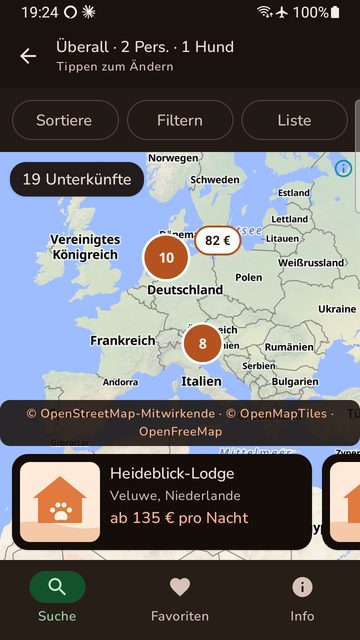 19:24
100%
Überall · 2 Pers. · 1 Hund
Tippen zum Ändern
Sortiere
Filtern
Liste
19 Unterkünfte
Norwegen
Schweden
Estland
Lettland
Litauen
82 €
Vereinigtes
Königreich
10
Weißrussland
Polen
Deutschland
Ukraine
Frankreich
8
Rumänien
Serbien
Andorra
Italien
Bulgarien
© OpenStreetMap-Mitwirkende · © OpenMapTiles ·
OpenFreeMap
Gibraltar
Mittelmeer
Heideblick-Lodge
Veluwe, Niederlande
ab 135 € pro Nacht
Suche
Favoriten
Info